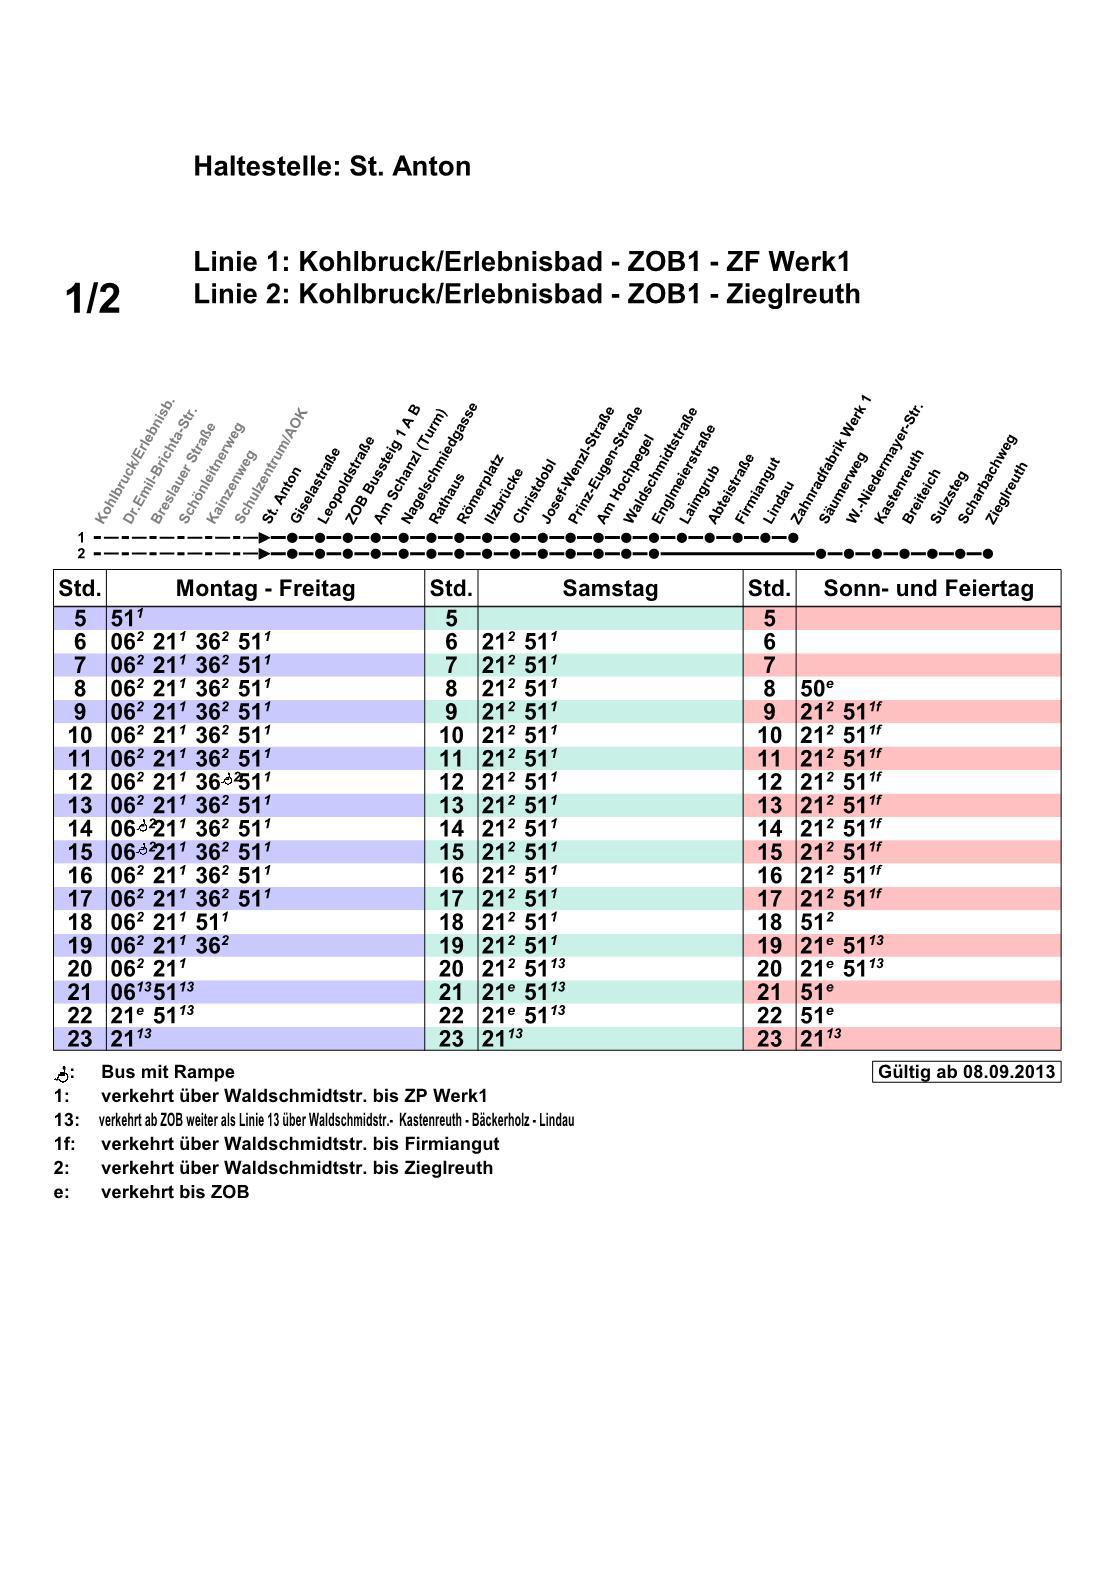 Haltestelle: St. Anton
Linie 1: Kohlbruck/Erlebnisbad - ZOB1 - ZF Werk1
1/2
Linie 2: Kohlbruck/Erlebnisbad - ZOB1 - Zieglreuth
Kohlbruck/Erlebnisb.
Dr.Emil-Brichta-Str.
Breslauer Straße
Schönleitnerweg
Kainzenweg
Schulzentrum/AOK
St. Anton
Giselastraße
Leopoldstraße
ZOB Bussteig 1 A B
Am Schanzl (Turm)
Nagelschmiedgasse
Rathaus
Römerplatz
Ilzbrücke
Christdobl
Josef-Wenzl-Straße
Prinz-Eugen-Straße
Am Hochpegel
Waldschmidtstraße
Englmeierstraße
Laimgrub
Abteistraße
Firmiangut
Lindau
Zahnradfabrik Werk 1
Säumerweg
W.-Niedermayer-Str.
Kastenreuth
Breiteich
Sulzsteg
Scharbachweg
Zieglreuth
1
2
Std. Montag - Freitag Std. Samstag Std. Sonn- und Feiertag
5 51¹ 5 5
6 06² 21¹ 36² 51¹ 6 21² 51¹ 6
7 06² 21¹ 36² 51¹ 7 21² 51¹ 7
8 06² 21¹ 36² 51¹ 8 21² 51¹ 8 50ᵉ
9 06² 21¹ 36² 51¹ 9 21² 51¹ 9 21² 51¹ᶠ
10 06² 21¹ 36² 51¹ 10 21² 51¹ 10 21² 51¹ᶠ
11 06² 21¹ 36² 51¹ 11 21² 51¹ 11 21² 51¹ᶠ
12 06² 21¹ 36² 51¹ 12 21² 51¹ 12 21² 51¹ᶠ
13 06² 21¹ 36² 51¹ 13 21² 51¹ 13 21² 51¹ᶠ
14 06² 21¹ 36² 51¹ 14 21² 51¹ 14 21² 51¹ᶠ
15 06² 21¹ 36² 51¹ 15 21² 51¹ 15 21² 51¹ᶠ
16 06² 21¹ 36² 51¹ 16 21² 51¹ 16 21² 51¹ᶠ
17 06² 21¹ 36² 51¹ 17 21² 51¹ 17 21² 51¹ᶠ
18 06² 21¹ 51¹ 18 21² 51¹ 18 51²
19 06² 21¹ 36² 19 21² 51¹ 19 21ᵉ 51¹³
20 06² 21¹ 20 21² 51¹³ 20 21ᵉ 51¹³
21 06¹³ 51¹³ 21 21ᵉ 51¹³ 21 51ᵉ
22 21ᵉ 51¹³ 22 21ᵉ 51¹³ 22 51ᵉ
23 21¹³ 23 21¹³ 23 21¹³
: Bus mit Rampe Gültig ab 08.09.2013
1: verkehrt über Waldschmidtstr. bis ZP Werk1
13: verkehrt ab ZOB weiter als Linie 13 über Waldschmidstr.- Kastenreuth - Bäckerholz - Lindau
1f: verkehrt über Waldschmidtstr. bis Firmiangut
2: verkehrt über Waldschmidtstr. bis Zieglreuth
e: verkehrt bis ZOB